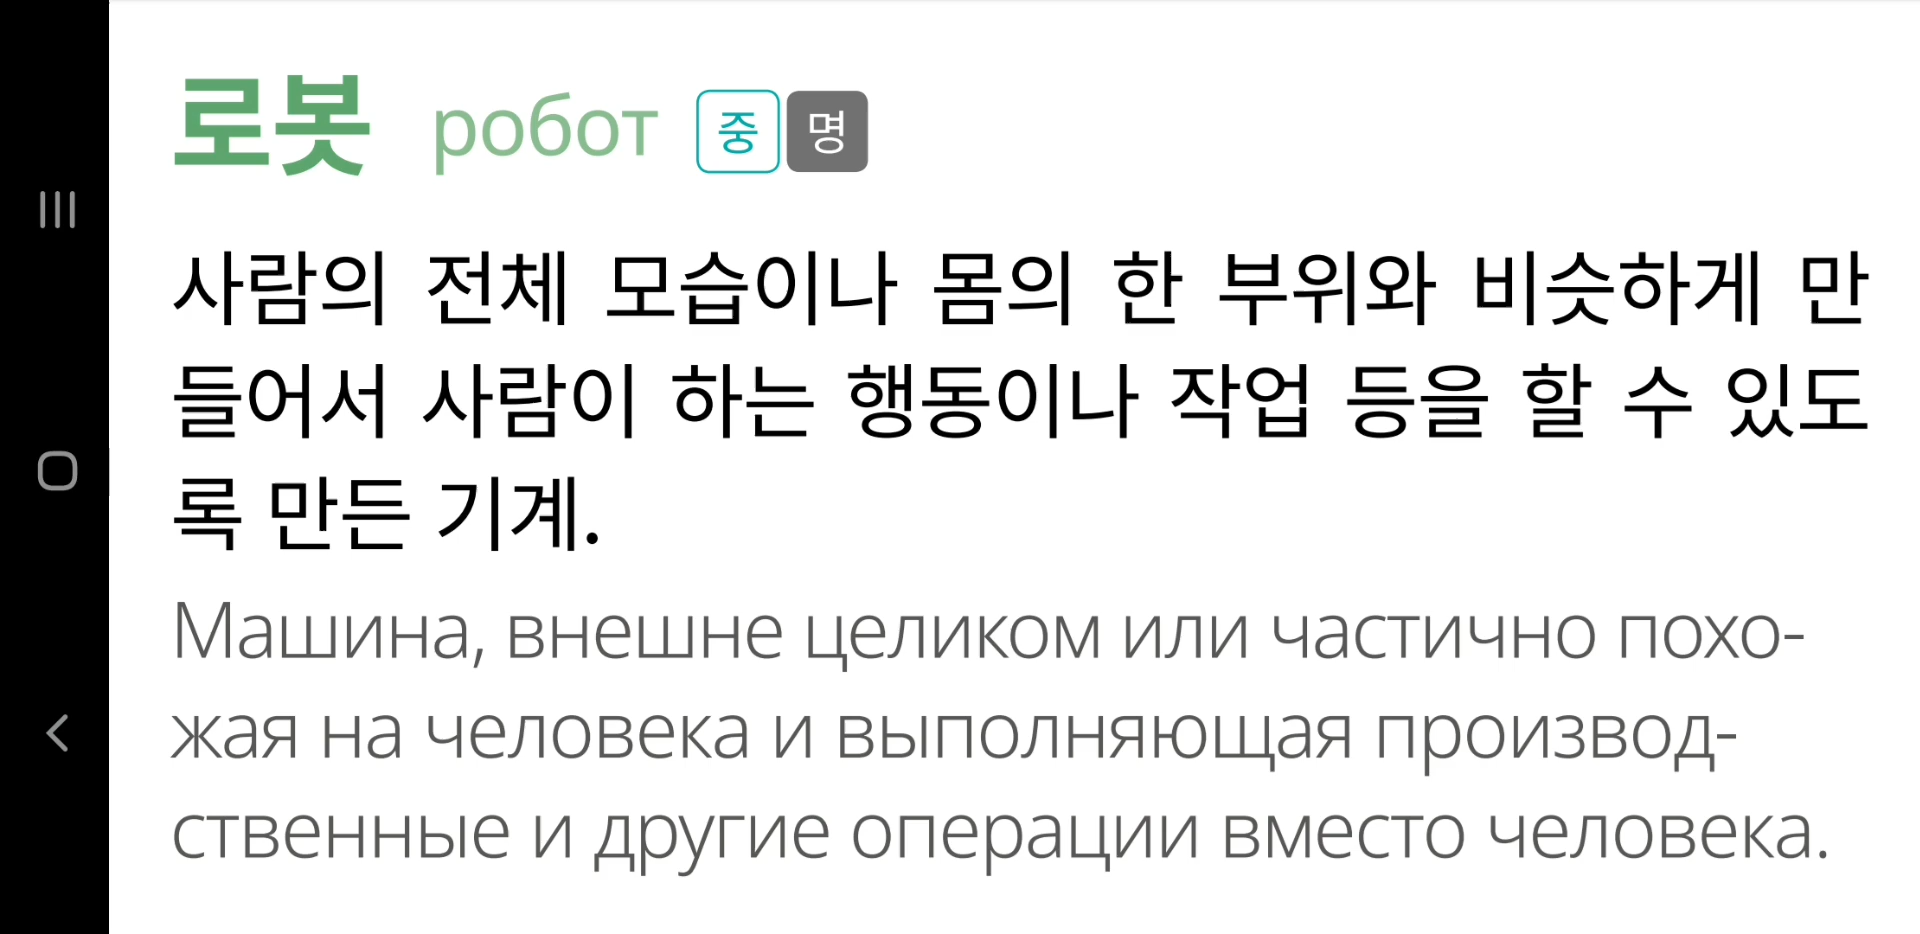 로봇 робот 중 명
사람의 전체 모습이나 몸의 한 부위와 비슷하게 만
들어서 사람이 하는 행동이나 작업 등을 할 수 있도
록 만든 기계.
Машина, внешне целиком или частично похо-
жая на человека и выполняющая производ-
ственные и другие операции вместо человека.